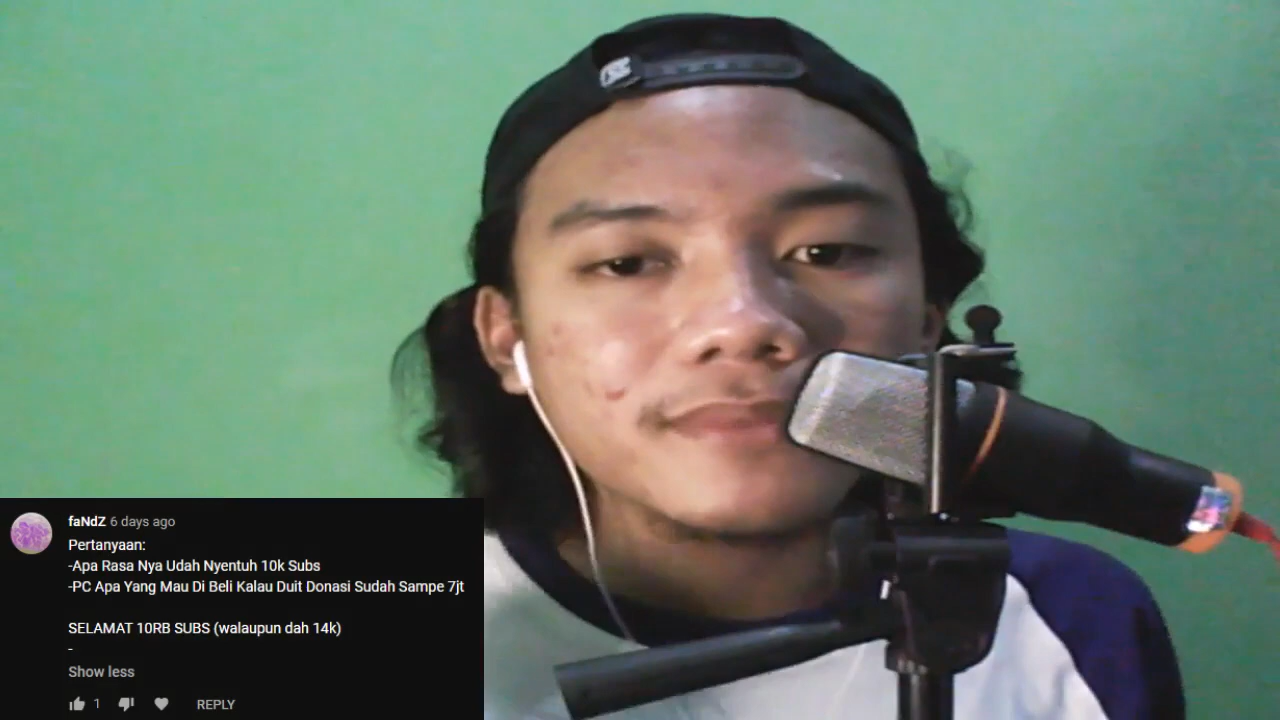 faNdZ 6 days ago
Pertanyaan:
-Apa Rasa Nya Udah Nyentuh 10k Subs
-PC Apa Yang Mau Di Beli Kalau Duit Donasi Sudah Sampe 7jt
SELAMAT 10RB SUBS (walaupun dah 14k)
-
Show less
1
REPLY